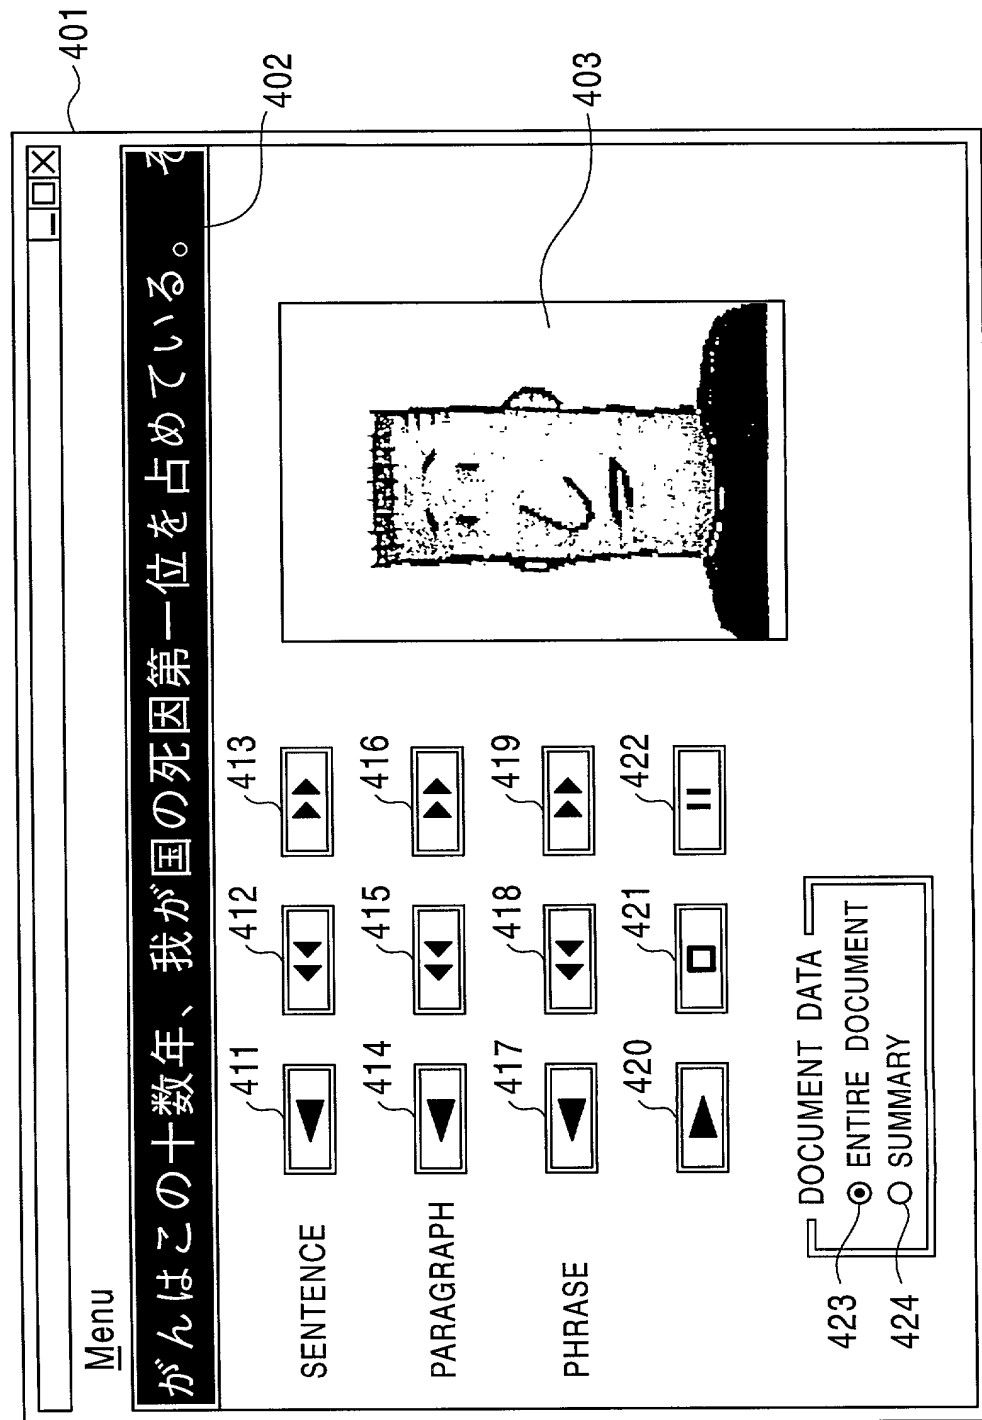 401
Menu
がんはこの十数年、我が国の死因第一位を占めている。 そ
402
411 412 413
SENTENCE
403
414 415 416
PARAGRAPH
417 418 419
PHRASE
420 421 422
DOCUMENT DATA
423 ENTIRE DOCUMENT
424 SUMMARY